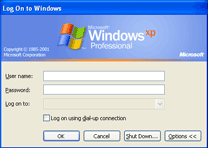 Log On to Windows
Microsoft
Windows xp
Professional
Copyright © 1985-2001
Microsoft Corporation
Microsoft
User name:
Password:
Log on to:
Log on using dial-up connection
OK
Cancel
Shut Down...
Options <<